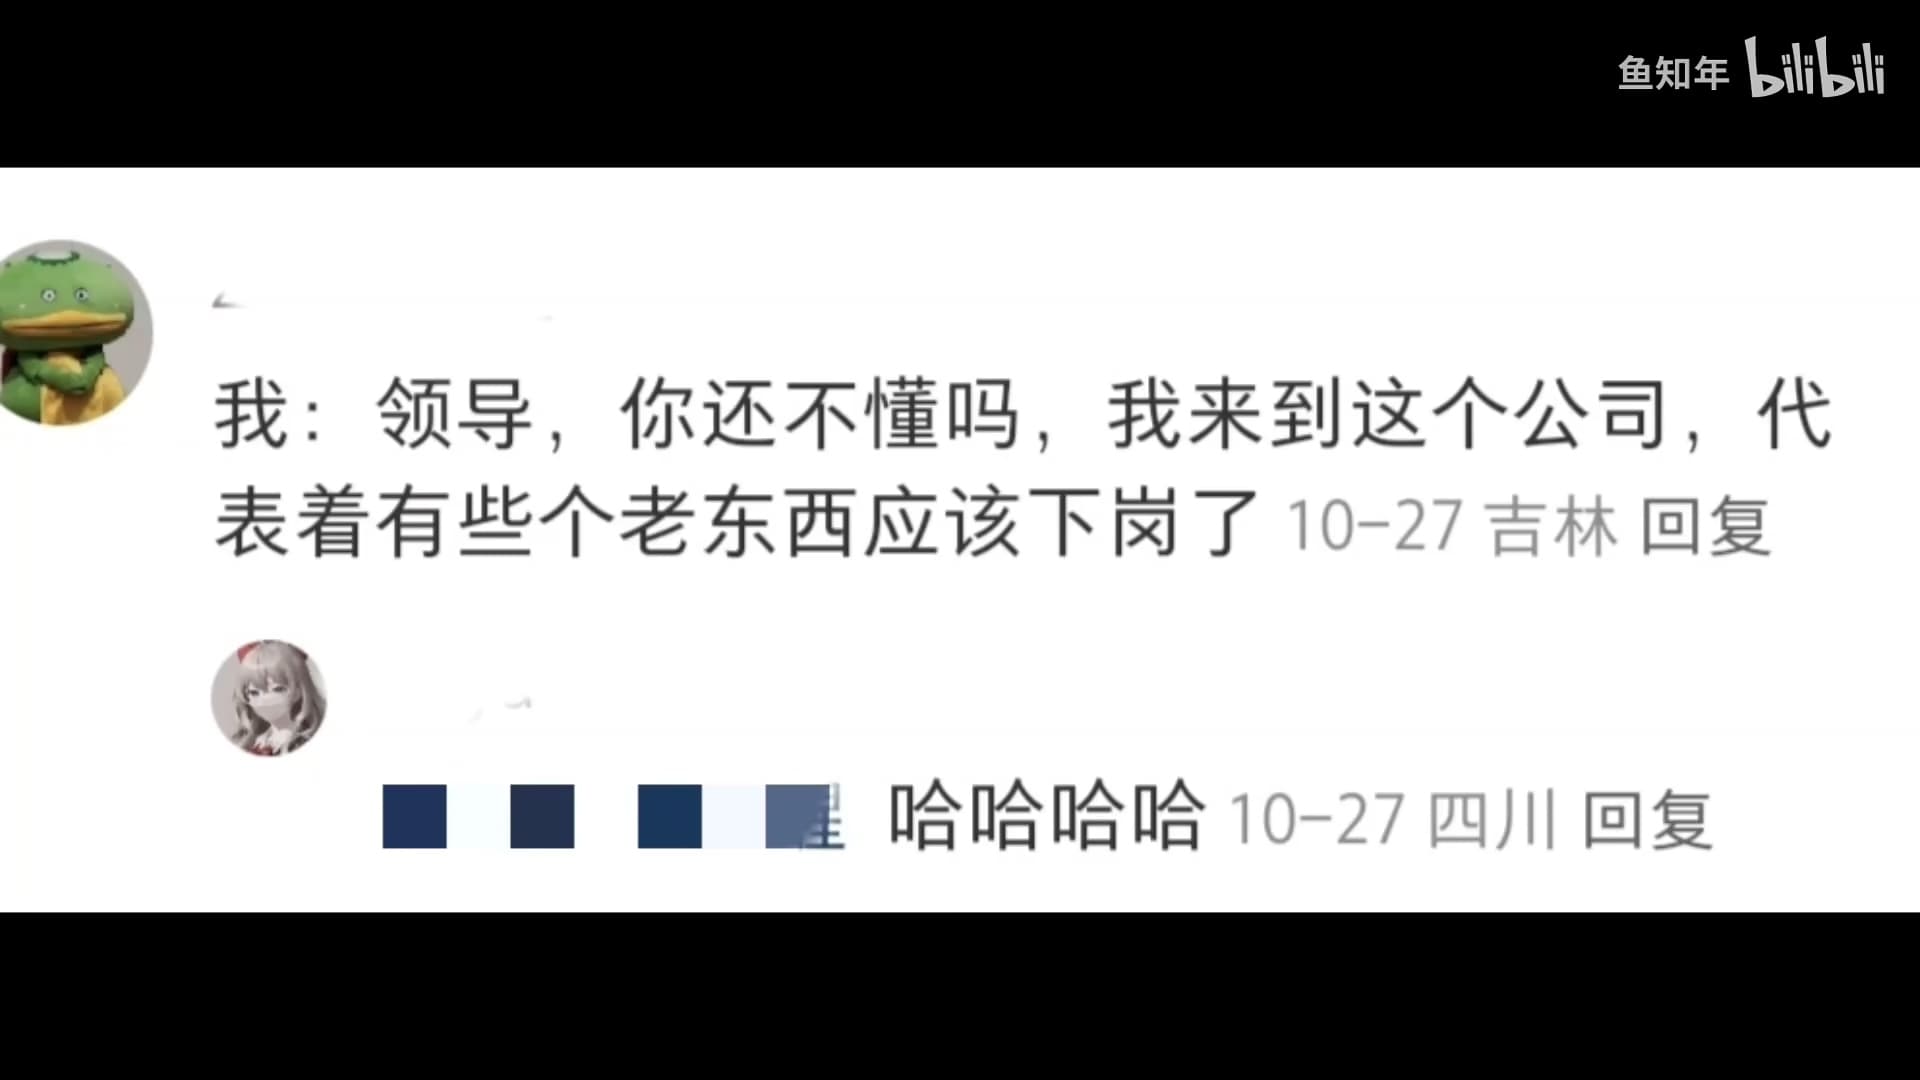 鱼知年 bilibili
我：领导，你还不懂吗，我来到这个公司，代
表着有些个老东西应该下岗了 10-27 吉林 回复
哈哈哈哈 10-27 四川 回复